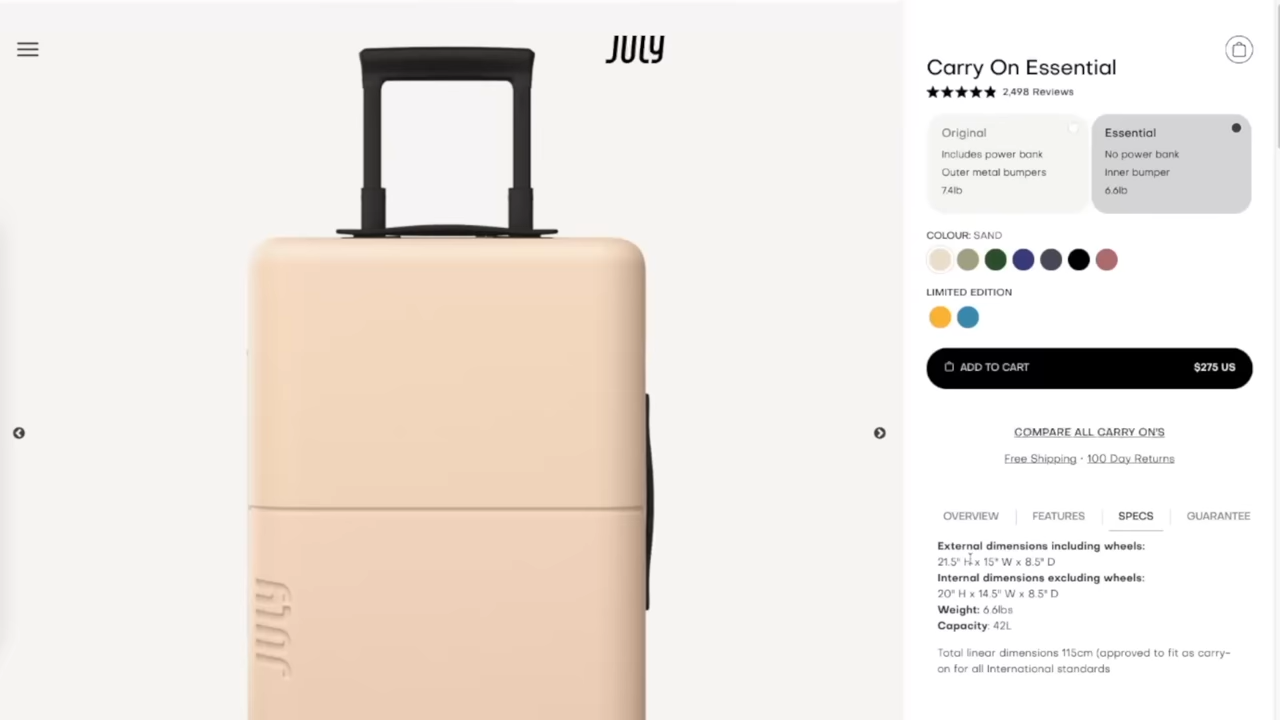 JULY
JULY
Carry On Essential
2,498 Reviews
Original
Includes power bank
Outer metal bumpers
7.4lb
Essential
No power bank
Inner bumper
6.6lb
COLOUR: SAND
LIMITED EDITION
ADD TO CART $275 US
COMPARE ALL CARRY ON'S
Free Shipping · 100 Day Returns
OVERVIEW | FEATURES | SPECS | GUARANTEE
External dimensions including wheels:
21.5" H x 15" W x 8.5" D
Internal dimensions excluding wheels:
20" H x 14.5" W x 8.5" D
Weight: 6.6lbs
Capacity: 42L
Total linear dimensions 115cm (approved to fit as carry-
on for all International standards